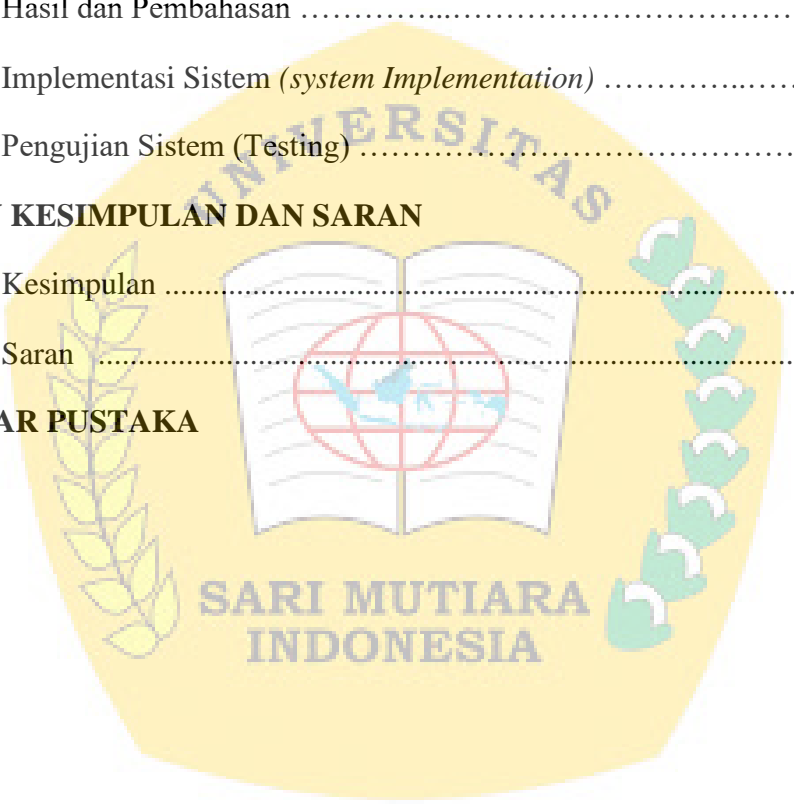 Hasil dan Pembahasan …………...…………………………………
Implementasi Sistem (system Implementation) …………..……
Pengujian Sistem (Testing) ……………………………………
KESIMPULAN DAN SARAN
Kesimpulan ..........................................................................
Saran ..........................................................................
AR PUSTAKA
UNIVERSITAS
SARI MUTIARA
INDONESIA